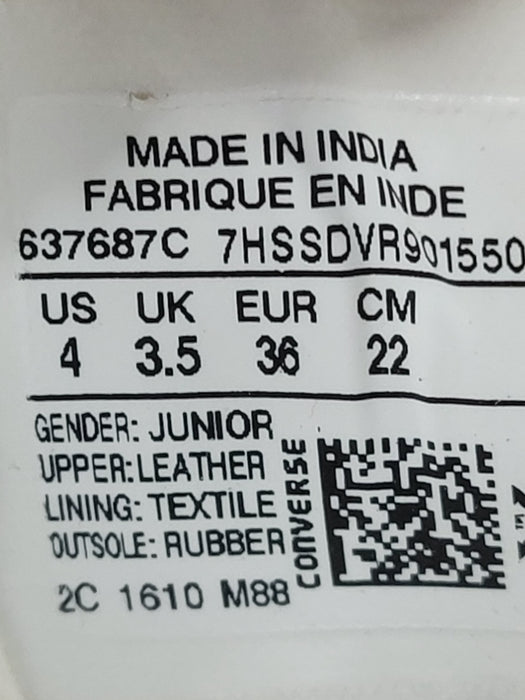 MADE IN INDIA
FABRIQUE EN INDE
637687C 7HSSDVR901550
US UK EUR CM
4 3.5 36 22
GENDER: JUNIOR
UPPER: LEATHER
LINING: TEXTILE
OUTSOLE: RUBBER
CONVERSE
2C 1610 M88